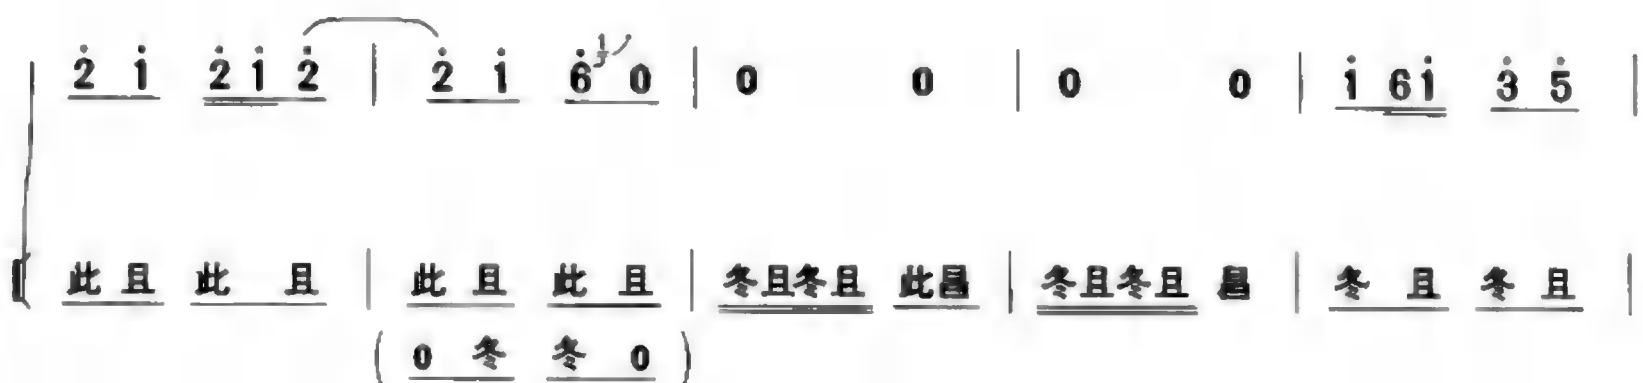 2̇ 1̇ 2̇ 1̇ 2̇ | 2̇ 1̇ 6̇ 0 | 0 0 | 0 0 | 1̇ 6 1̇ 3̇ 5̇ |
此 且 此 且 | 此 且 此 且 | 冬且冬且 此昌 | 冬且冬且 昌 | 冬 且 冬 且 |
( 0 冬 冬 0 )